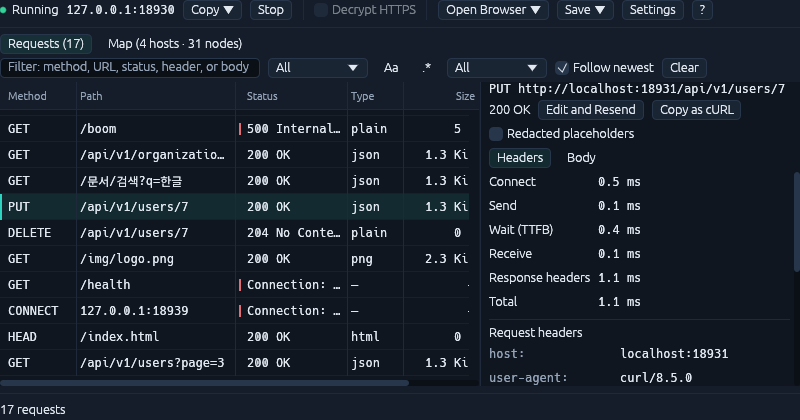 Running 127.0.0.1:18930 Copy ▼ Stop Decrypt HTTPS Open Browser ▼ Save ▼ Settings ?
Requests (17) Map (4 hosts · 31 nodes)
Filter: method, URL, status, header, or body All ▼ Aa .* All ▼ Follow newest Clear
Method Path Status Type Size
GET /boom 500 Internal… plain 5
GET /api/v1/organizatio… 200 OK json 1.3 Ki
GET /문서/검색?q=한글 200 OK json 1.3 Ki
PUT /api/v1/users/7 200 OK json 1.3 Ki
DELETE /api/v1/users/7 204 No Conte… plain 0
GET /img/logo.png 200 OK png 2.3 Ki
GET /health Connection: … —
CONNECT 127.0.0.1:18939 Connection: … —
HEAD /index.html 200 OK html 0
GET /api/v1/users?page=3 200 OK json 1.3 Ki
PUT http://localhost:18931/api/v1/users/7
200 OK Edit and Resend Copy as cURL
Redacted placeholders
Headers Body
Connect 0.5 ms
Send 0.1 ms
Wait (TTFB) 0.4 ms
Receive 0.1 ms
Response headers 1.1 ms
Total 1.1 ms
Request headers
host: localhost:18931
user-agent: curl/8.5.0
17 requests